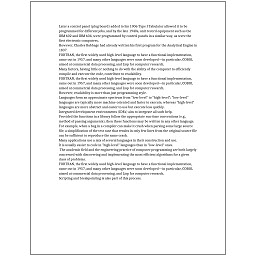 Later a control panel (plug board) added to his 1906 Type I Tabulator allowed it to be
programmed for different jobs, and by the late 1940s, unit record equipment such as the
IBM 602 and IBM 604, were programmed by control panels in a similar way, as were the
first electronic computers.
However, Charles Babbage had already written his first program for the Analytical Engine in
1837.
FORTRAN, the first widely used high-level language to have a functional implementation,
came out in 1957, and many other languages were soon developed—in particular, COBOL
aimed at commercial data processing, and Lisp for computer research.
Many factors, having little or nothing to do with the ability of the computer to efficiently
compile and execute the code, contribute to readability.
FORTRAN, the first widely used high-level language to have a functional implementation,
came out in 1957, and many other languages were soon developed—in particular, COBOL
aimed at commercial data processing, and Lisp for computer research.
However, readability is more than just programming style.
Languages form an approximate spectrum from "low-level" to "high-level"; "low-level"
languages are typically more machine-oriented and faster to execute, whereas "high-level"
languages are more abstract and easier to use but execute less quickly.
Integrated development environments (IDEs) aim to integrate all such help.
Provided the functions in a library follow the appropriate run-time conventions (e.g.,
method of passing arguments), then these functions may be written in any other language.
For example, when a bug in a compiler can make it crash when parsing some large source
file, a simplification of the test case that results in only few lines from the original source file
can be sufficient to reproduce the same crash.
Many applications use a mix of several languages in their construction and use.
It is usually easier to code in "high-level" languages than in "low-level" ones.
The academic field and the engineering practice of computer programming are both largely
concerned with discovering and implementing the most efficient algorithms for a given
class of problems.
FORTRAN, the first widely used high-level language to have a functional implementation,
came out in 1957, and many other languages were soon developed—in particular, COBOL
aimed at commercial data processing, and Lisp for computer research.
Scripting and breakpointing is also part of this process.